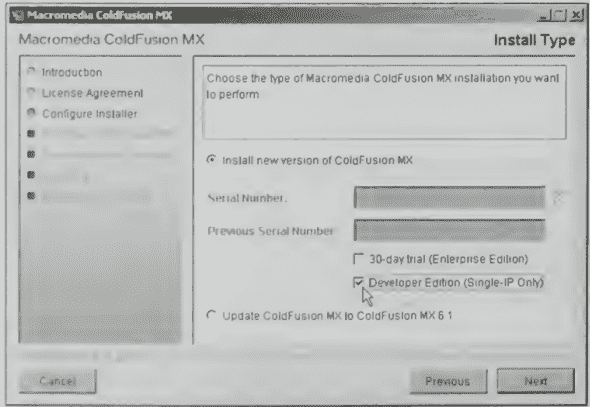 Macromedia ColdFusion MX
Macromedia ColdFusion MX
Install Type
Introduction
License Agreement
Configure Installer
Choose the type of Macromedia ColdFusion MX installation you want
to perform
Install new version of ColdFusion MX
Serial Number:
Previous Serial Number
30-day trial (Enterprise Edition)
Developer Edition (Single-IP Only)
Update ColdFusion MX to ColdFusion MX 6.1
Cancel
Previous
Next